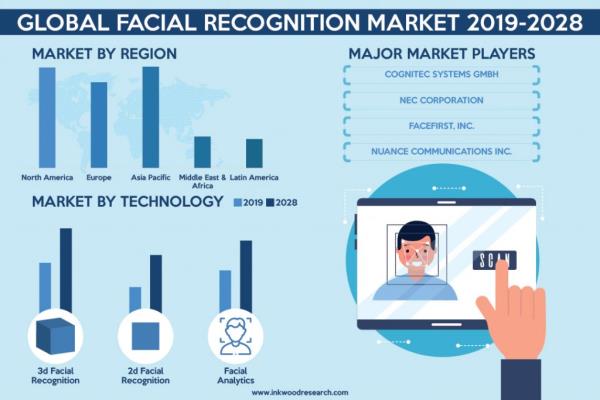 GLOBAL FACIAL RECOGNITION MARKET 2019-2028
MARKET BY REGION
North America
Europe
Asia Pacific
Middle East &
Africa
Latin America
MARKET BY TECHNOLOGY
2019
2028
3d Facial
Recognition
2d Facial
Recognition
Facial
Analytics
MAJOR MARKET PLAYERS
COGNITEC SYSTEMS GMBH
NEC CORPORATION
FACEFIRST, INC.
NUANCE COMMUNICATIONS INC.
SCAN
www.inkwoodresearch.com